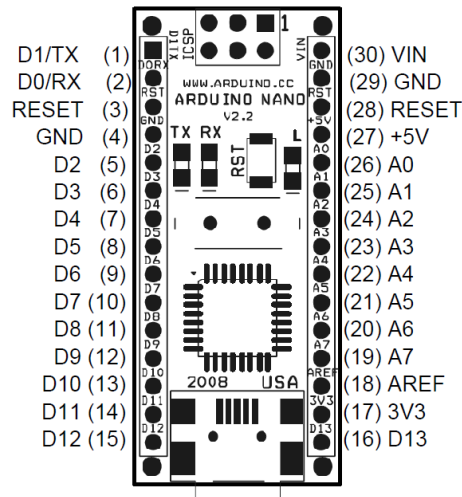 D1/TX (1)
D0/RX (2)
RESET (3)
GND (4)
D2 (5)
D3 (6)
D4 (7)
D5 (8)
D6 (9)
D7 (10)
D8 (11)
D9 (12)
D10 (13)
D11 (14)
D12 (15)
D1TX
ICSP
1
VIN
D0RX
RST
GND
D2
D3
D4
D5
D6
D7
D8
D9
D10
D11
D12
WWW.ARDUINO.CC
ARDUINO NANO
V2.2
TX RX
RST
L
2008 USA
GND
RST
+5V
A0
A1
A2
A3
A4
A5
A6
A7
AREF
3V3
D13
(30) VIN
(29) GND
(28) RESET
(27) +5V
(26) A0
(25) A1
(24) A2
(23) A3
(22) A4
(21) A5
(20) A6
(19) A7
(18) AREF
(17) 3V3
(16) D13